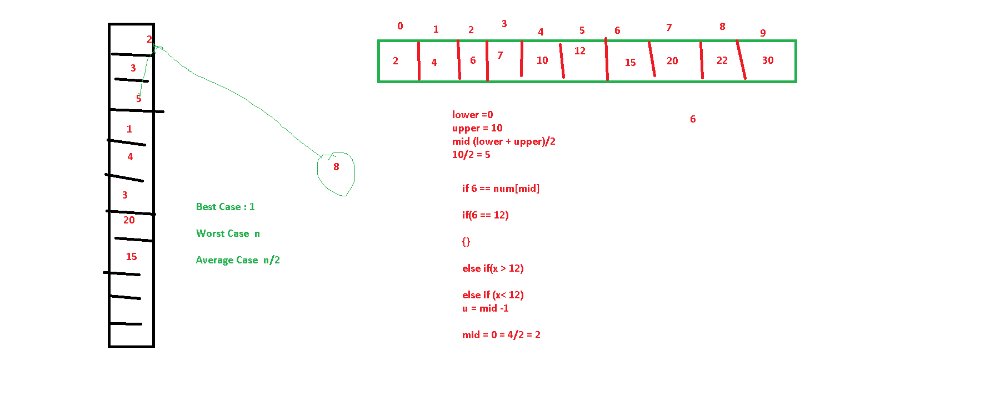 2
3
5
1
4
3
20
15
8
Best Case : 1
Worst Case  n
Average Case  n/2
0 1 2 3 4 5 6 7 8 9
2 4 6 7 10 12 15 20 22 30
lower =0
upper = 10
mid (lower + upper)/2
10/2 = 5
6
if 6 == num[mid]
if(6 == 12)
{}
else if(x > 12)
else if (x< 12)
u = mid -1
mid = 0 = 4/2 = 2